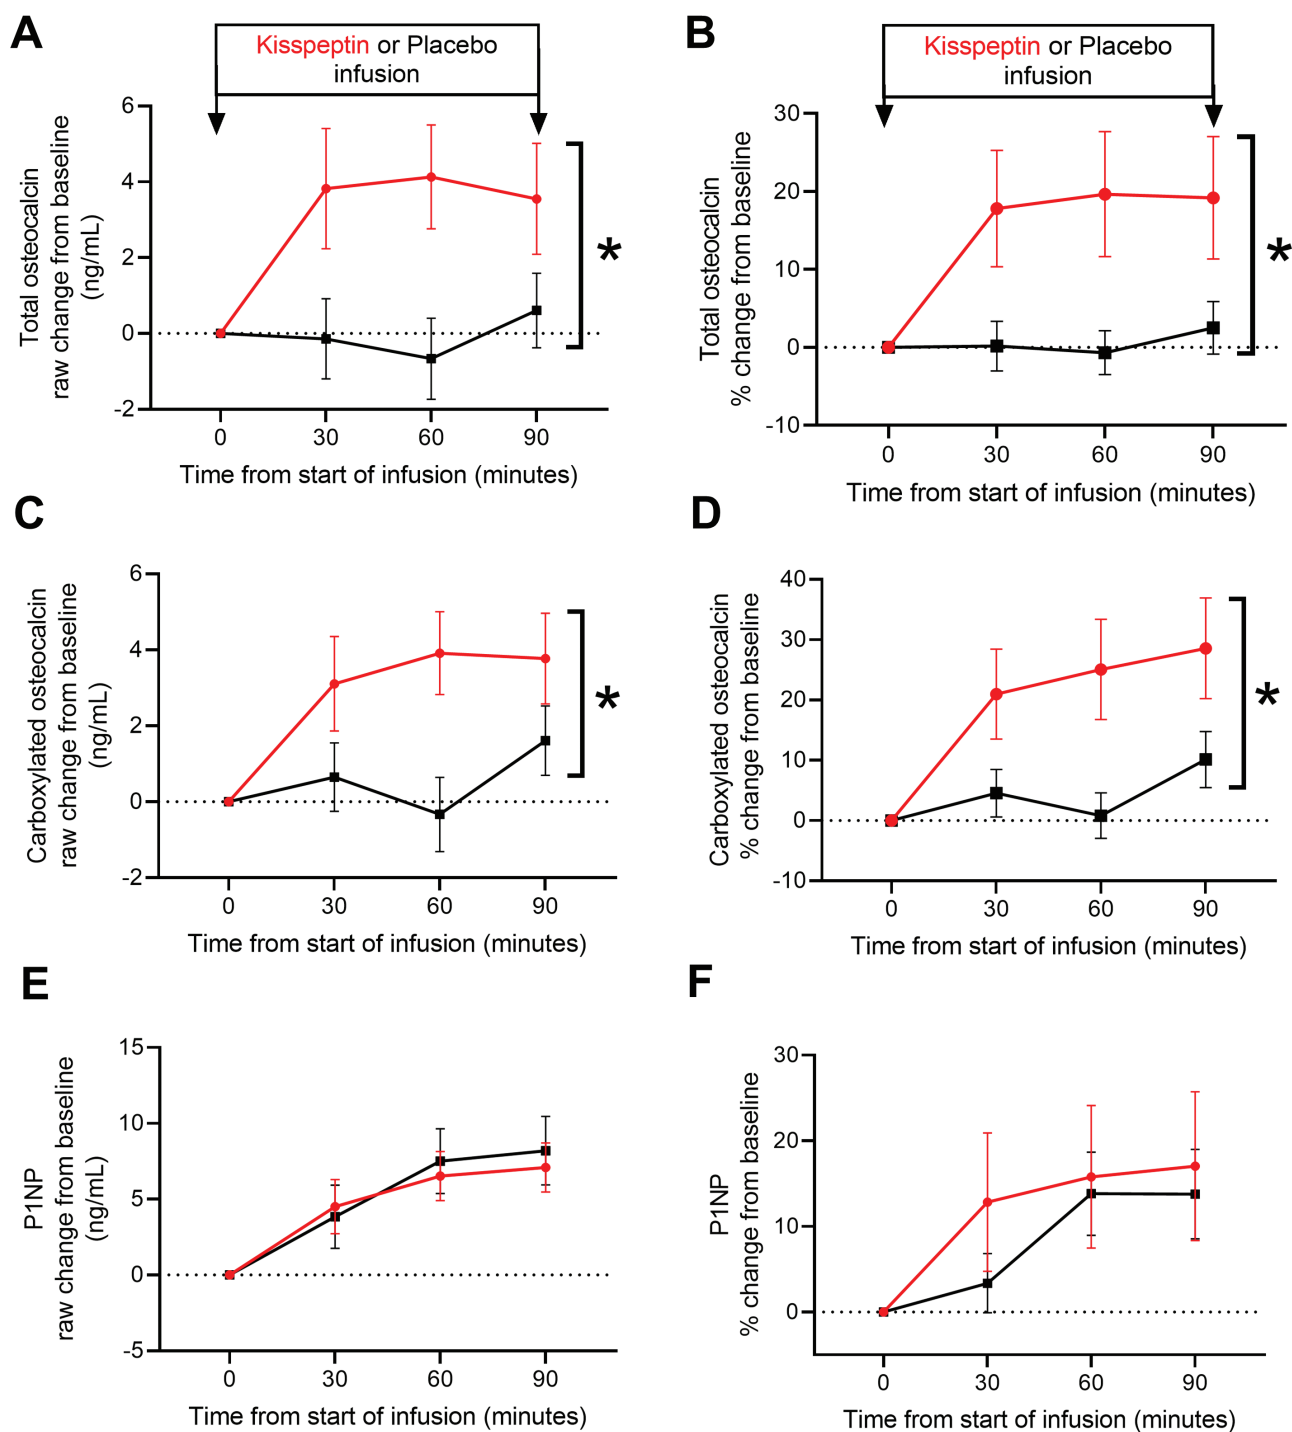 A
Kisspeptin or Placebo
infusion
Total osteocalcin
raw change from baseline
(ng/mL)
6
4
2
0
-2
0 30 60 90
Time from start of infusion (minutes)
*
B
Kisspeptin or Placebo
infusion
Total osteocalcin
% change from baseline
30
20
10
0
-10
0 30 60 90
Time from start of infusion (minutes)
*
C
Carboxylated osteocalcin
raw change from baseline
(ng/mL)
6
4
2
0
-2
0 30 60 90
Time from start of infusion (minutes)
*
D
Carboxylated osteocalcin
% change from baseline
40
30
20
10
0
-10
0 30 60 90
Time from start of infusion (minutes)
*
E
P1NP
raw change from baseline
(ng/mL)
15
10
5
0
-5
0 30 60 90
Time from start of infusion (minutes)
F
P1NP
% change from baseline
30
20
10
0
0 30 60 90
Time from start of infusion (minutes)